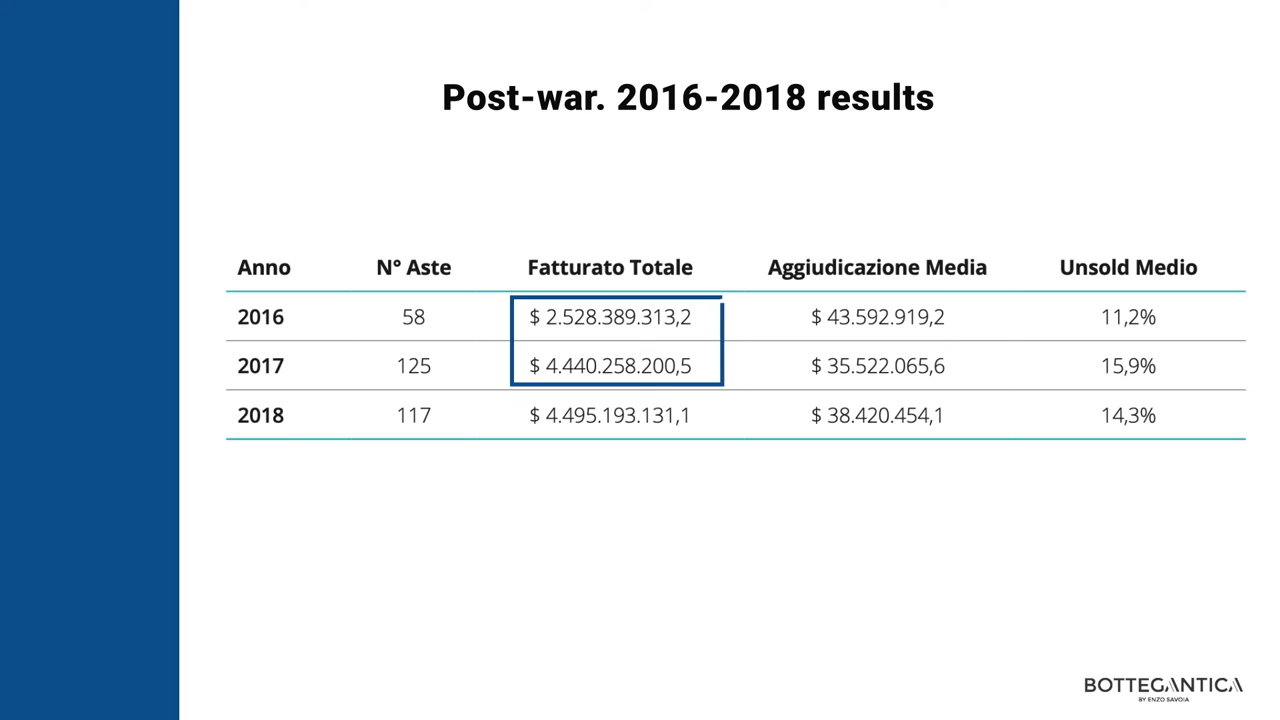 Post-war. 2016-2018 results
Anno N° Aste Fatturato Totale Aggiudicazione Media Unsold Medio
2016 58 $ 2.528.389.313,2 $ 43.592.919,2 11,2%
2017 125 $ 4.440.258.200,5 $ 35.522.065,6 15,9%
2018 117 $ 4.495.193.131,1 $ 38.420.454,1 14,3%
BOTTEGANTICA
BY ENZO SAVOIA